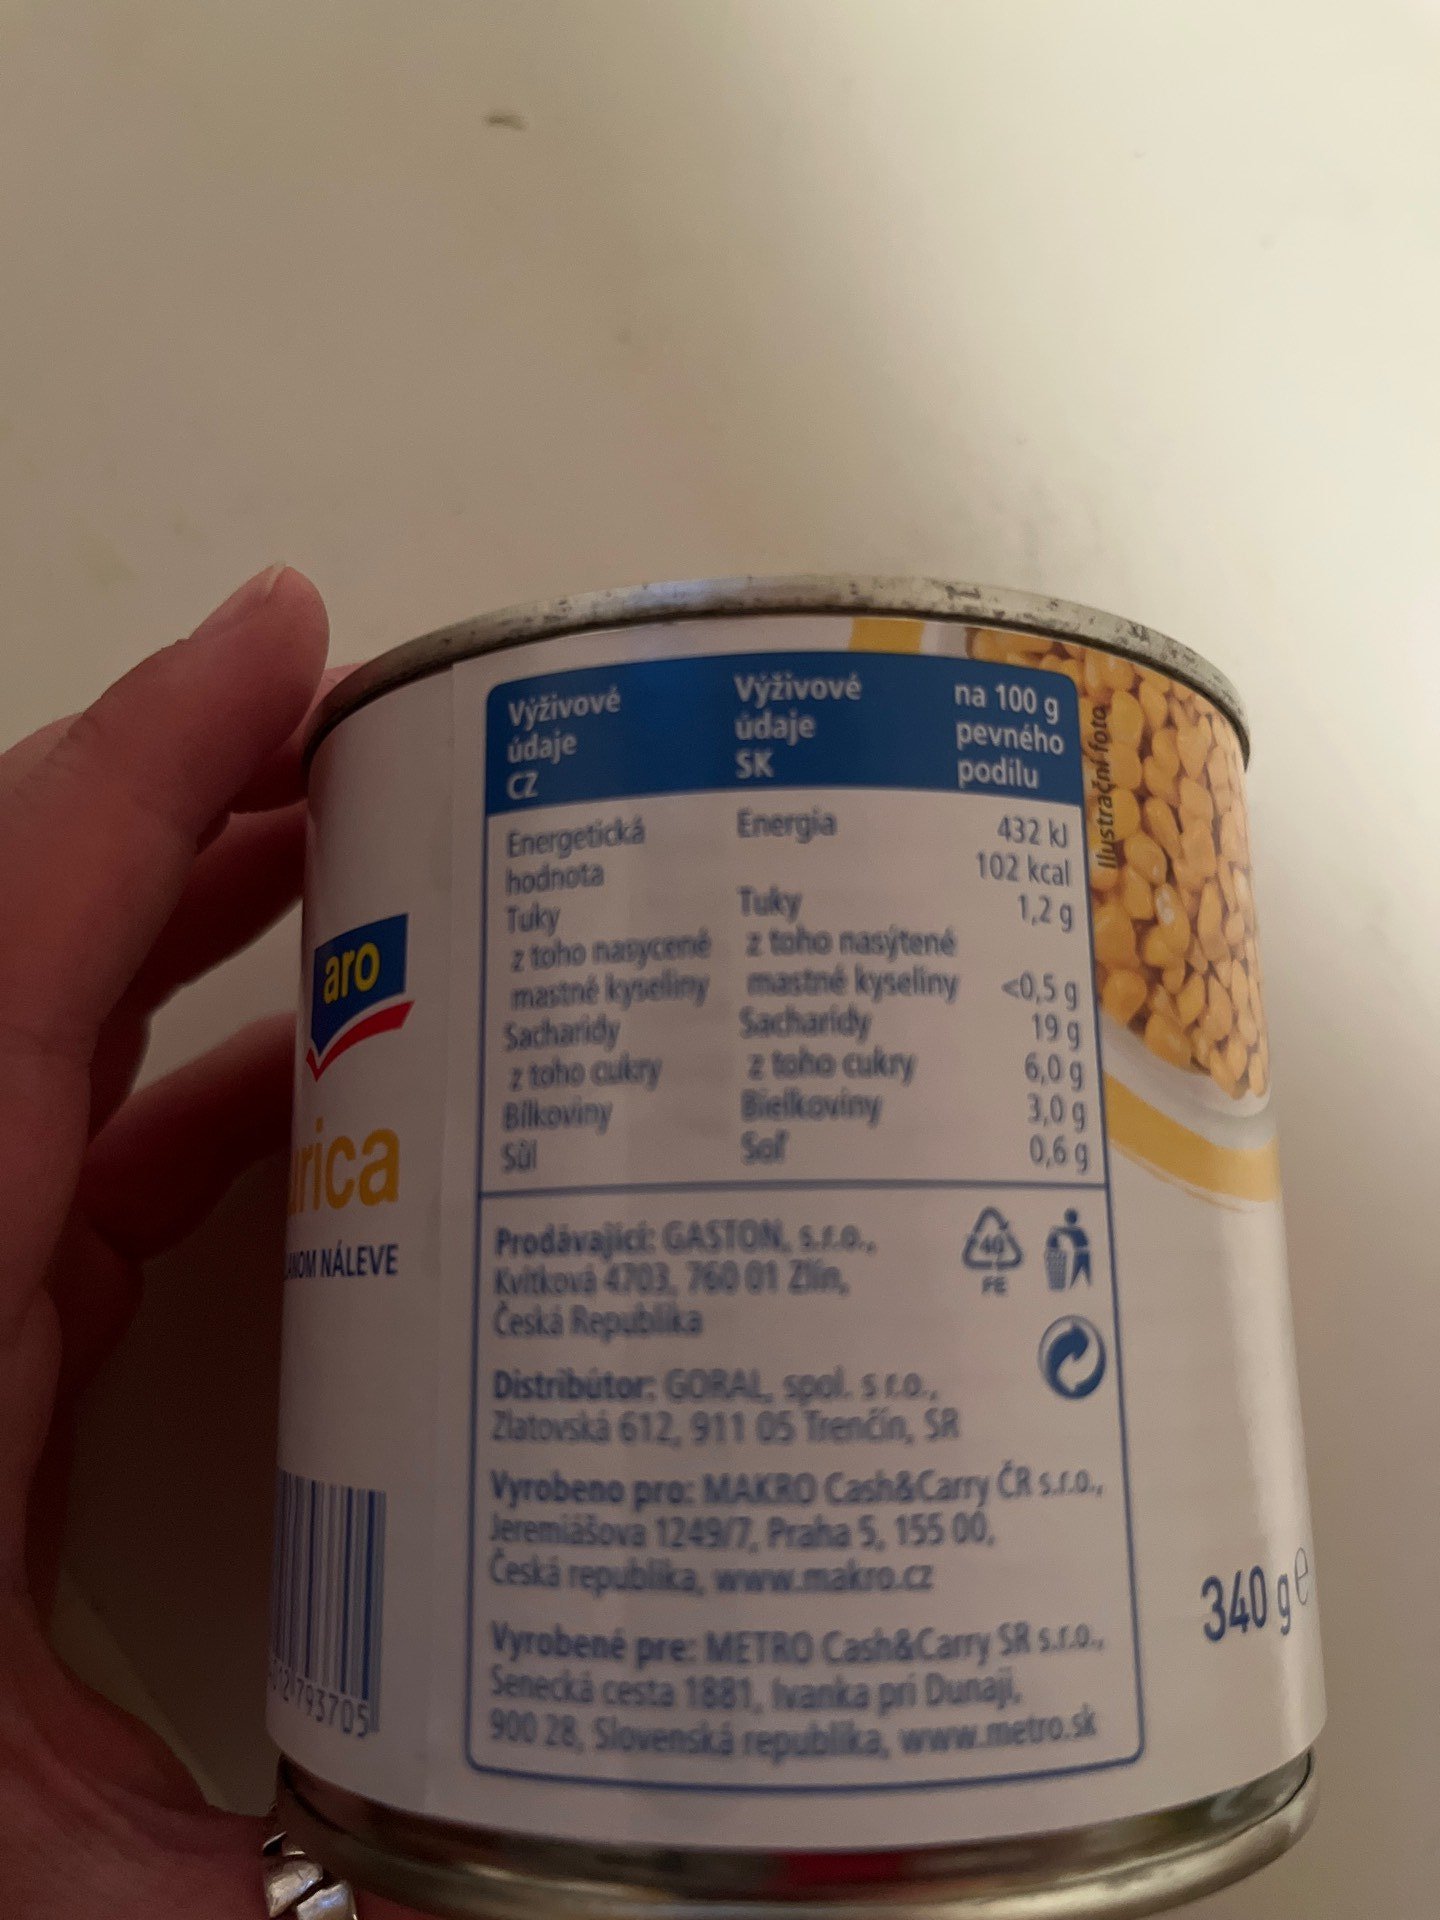 Výživové údaje CZ
Výživové údaje SK
na 100 g pevného podílu
Energetická hodnota Energia 432 kJ
102 kcal
Tuky Tuky 1,2 g
z toho nasycené mastné kyseliny z toho nasýtené mastné kyseliny <0,5 g
Sacharidy Sacharidy 19 g
z toho cukry z toho cukry 6,0 g
Bílkoviny Bielkoviny 3,0 g
Sůl Soľ 0,6 g
Prodávající: GASTON, s.r.o.,
Kvítková 4703, 760 01 Zlín,
Česká Republika
Distribútor: GORAL, spol. s r.o.,
Zlatovská 612, 911 05 Trenčín, SR
Vyrobeno pro: MAKRO Cash&Carry ČR s.r.o.,
Jeremiášova 1249/7, Praha 5, 155 00,
Česká republika, www.makro.cz
Vyrobené pre: METRO Cash&Carry SR s.r.o.,
Senecká cesta 1881, Ivanka pri Dunaji,
900 28, Slovenská republika, www.metro.sk
40
PE
Ilustrační foto
340 g e
aro
rica
NOM NÁLEVE
12 793705